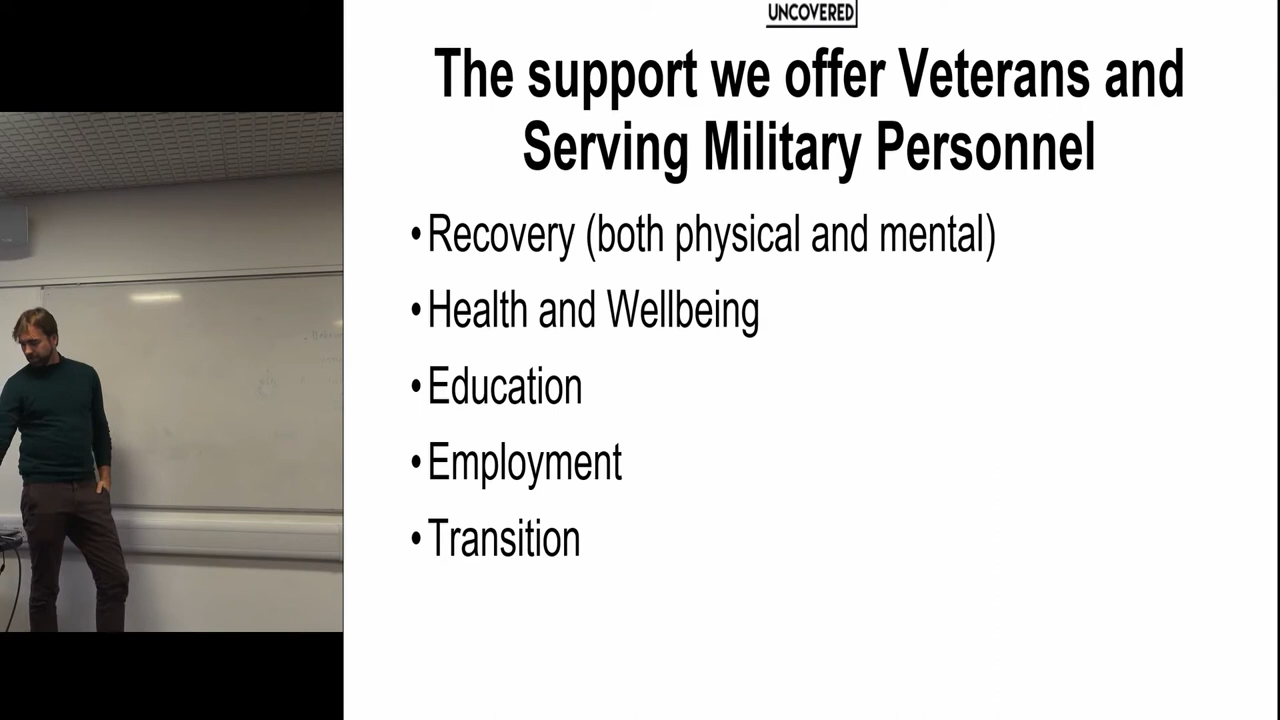 UNCOVERED
The support we offer Veterans and
Serving Military Personnel
•Recovery (both physical and mental)
•Health and Wellbeing
•Education
•Employment
•Transition